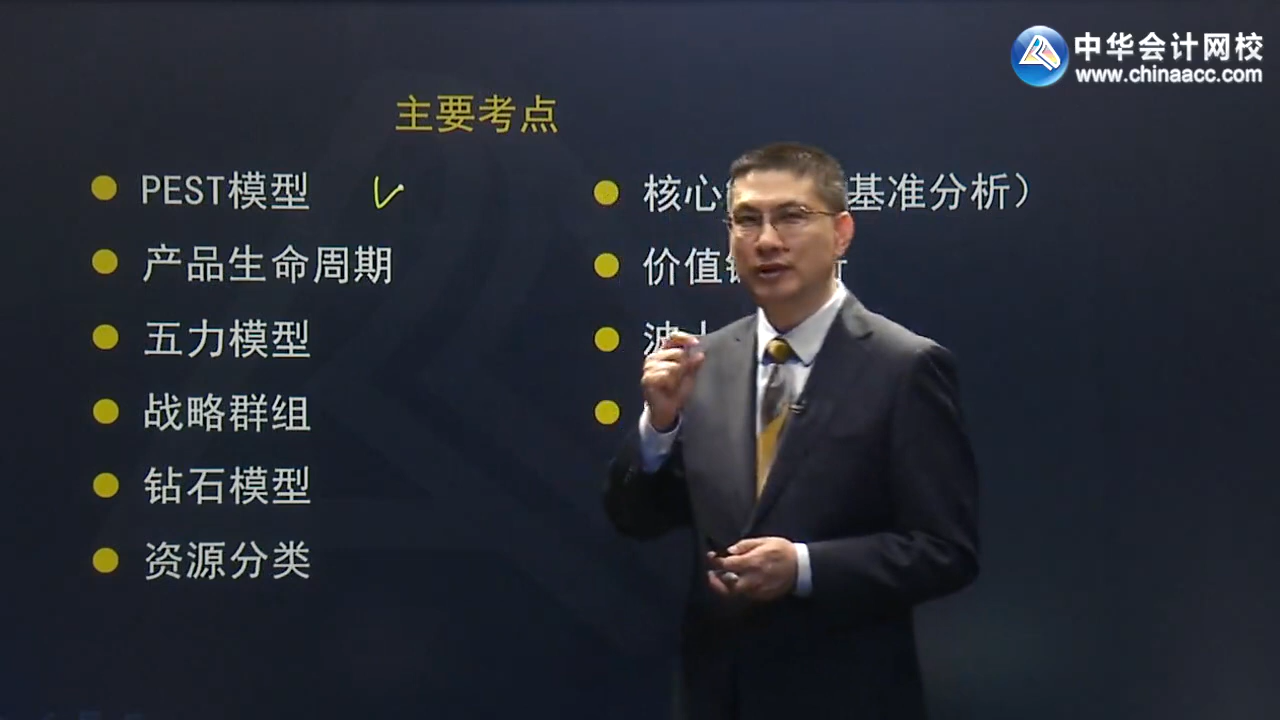 中华会计网校
www.chinaacc.com
主要考点
PEST模型
产品生命周期
五力模型
战略群组
钻石模型
资源分类
核心
基准分析）
价值